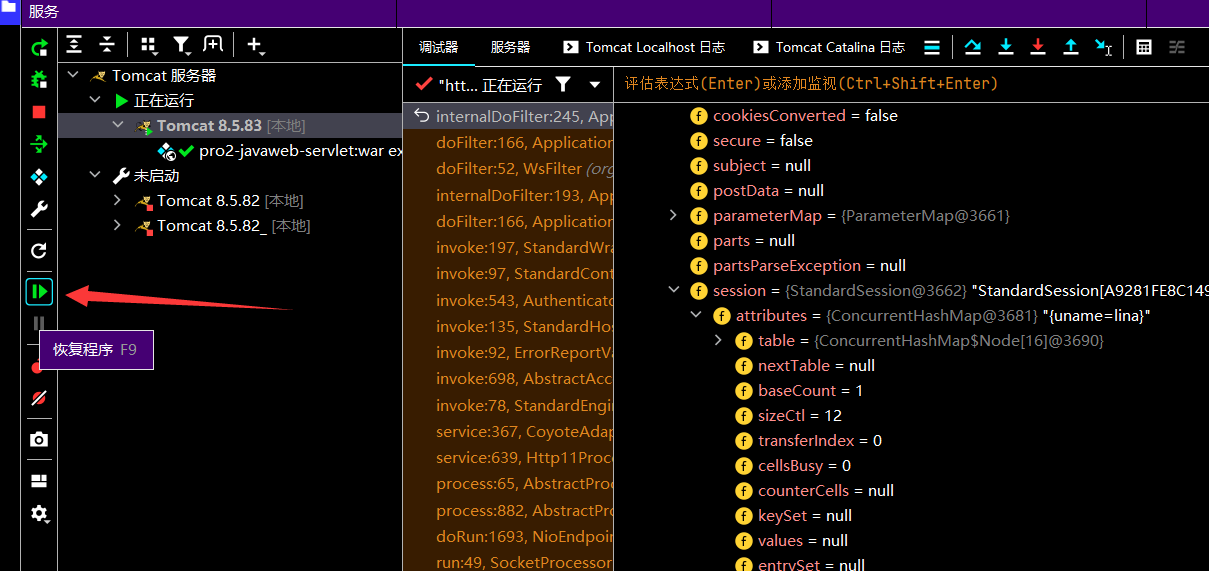 服务
Tomcat 服务器
正在运行
Tomcat 8.5.83 [本地]
pro2-javaweb-servlet:war ex
未启动
Tomcat 8.5.82 [本地]
Tomcat 8.5.82_ [本地]
恢复程序 F9
调试器 服务器 Tomcat Localhost 日志 Tomcat Catalina 日志
"htt... 正在运行
internalDoFilter:245, App
doFilter:166, Application
doFilter:52, WsFilter (org
internalDoFilter:193, App
doFilter:166, Application
invoke:197, StandardWra
invoke:97, StandardCont
invoke:543, Authenticato
invoke:135, StandardHos
invoke:92, ErrorReportVa
invoke:698, AbstractAcc
invoke:78, StandardEngi
service:367, CoyoteAdap
service:639, Http11Proce
process:65, AbstractProc
process:882, AbstractPro
doRun:1693, NioEndpoin
run:49, SocketProcessor
评估表达式(Enter)或添加监视(Ctrl+Shift+Enter)
cookiesConverted = false
secure = false
subject = null
postData = null
parameterMap = {ParameterMap@3661}
parts = null
partsParseException = null
session = {StandardSession@3662} "StandardSession[A9281FE8C149
attributes = {ConcurrentHashMap@3681} "{uname=lina}"
table = {ConcurrentHashMap$Node[16]@3690}
nextTable = null
baseCount = 1
sizeCtl = 12
transferIndex = 0
cellsBusy = 0
counterCells = null
keySet = null
values = null
entrySet = null